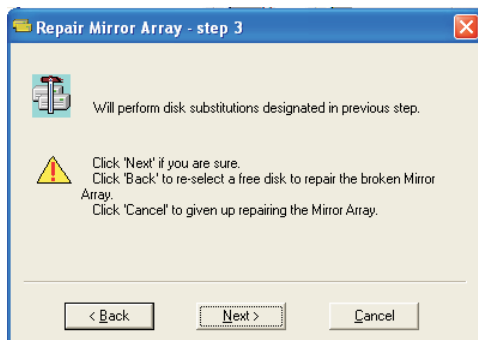 Repair Mirror Array - step 3
Will perform disk substitutions designated in previous step.
Click 'Next' if you are sure.
Click 'Back' to re-select a free disk to repair the broken Mirror
Array.
Click 'Cancel' to given up repairing the Mirror Array.
< Back Next > Cancel